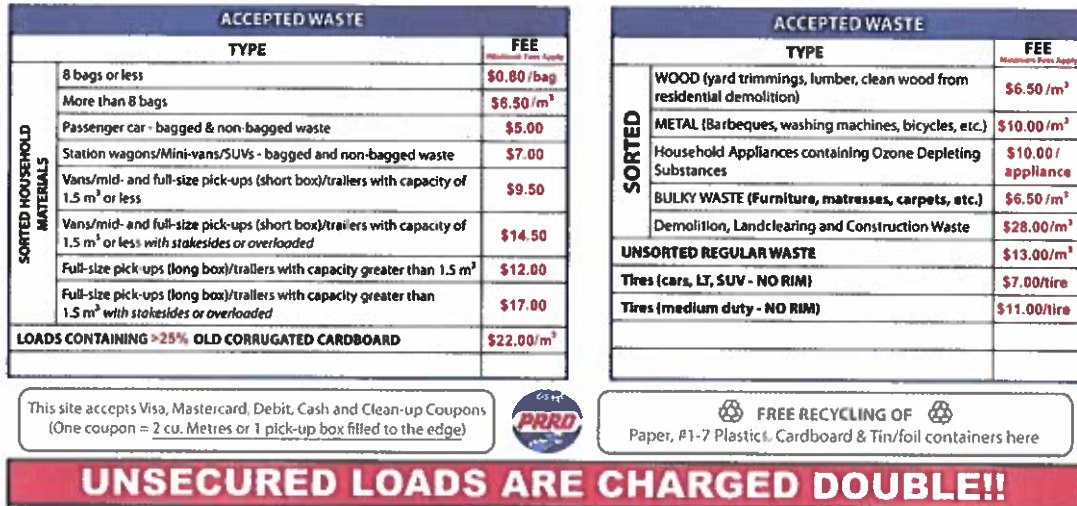 ACCEPTED WASTE
TYPE
FEE
Minimum Fees Apply
SORTED HOUSEHOLD
MATERIALS
8 bags or less
$0.80/bag
More than 8 bags
$6.50/m³
Passenger car - bagged & non-bagged waste
$5.00
Station wagons/Mini-vans/SUVs - bagged and non-bagged waste
$7.00
Vans/mid- and full-size pick-ups (short box)/trailers with capacity of
1.5 m³ or less
$9.50
Vans/mid- and full-size pick-ups (short box)/trailers with capacity of
1.5 m³ or less with stakesides or overloaded
$14.50
Full-size pick-ups (long box)/trailers with capacity greater than 1.5 m³
$12.00
Full-size pick-ups (long box)/trailers with capacity greater than
1.5 m³ with stakesides or overloaded
$17.00
LOADS CONTAINING >25% OLD CORRUGATED CARDBOARD
$22.00/m³
ACCEPTED WASTE
TYPE
FEE
Minimum Fees Apply
SORTED
WOOD (yard trimmings, lumber, clean wood from
residential demolition)
$6.50/m³
METAL (Barbeques, washing machines, bicycles, etc.)
$10.00/m³
Household Appliances containing Ozone Depleting
Substances
$10.00/
appliance
BULKY WASTE (Furniture, matresses, carpets, etc.)
$6.50/m³
Demolition, Landclearing and Construction Waste
$28.00/m³
UNSORTED REGULAR WASTE
$13.00/m³
Tires (cars, LT, SUV - NO RIM)
$7.00/tire
Tires (medium duty - NO RIM)
$11.00/tire
This site accepts Visa, Mastercard, Debit, Cash and Clean-up Coupons
(One coupon = 2 cu. Metres or 1 pick-up box filled to the edge)
PRRD
FREE RECYCLING OF
Paper, #1-7 Plastics, Cardboard & Tin/foil containers here
UNSECURED LOADS ARE CHARGED DOUBLE!!